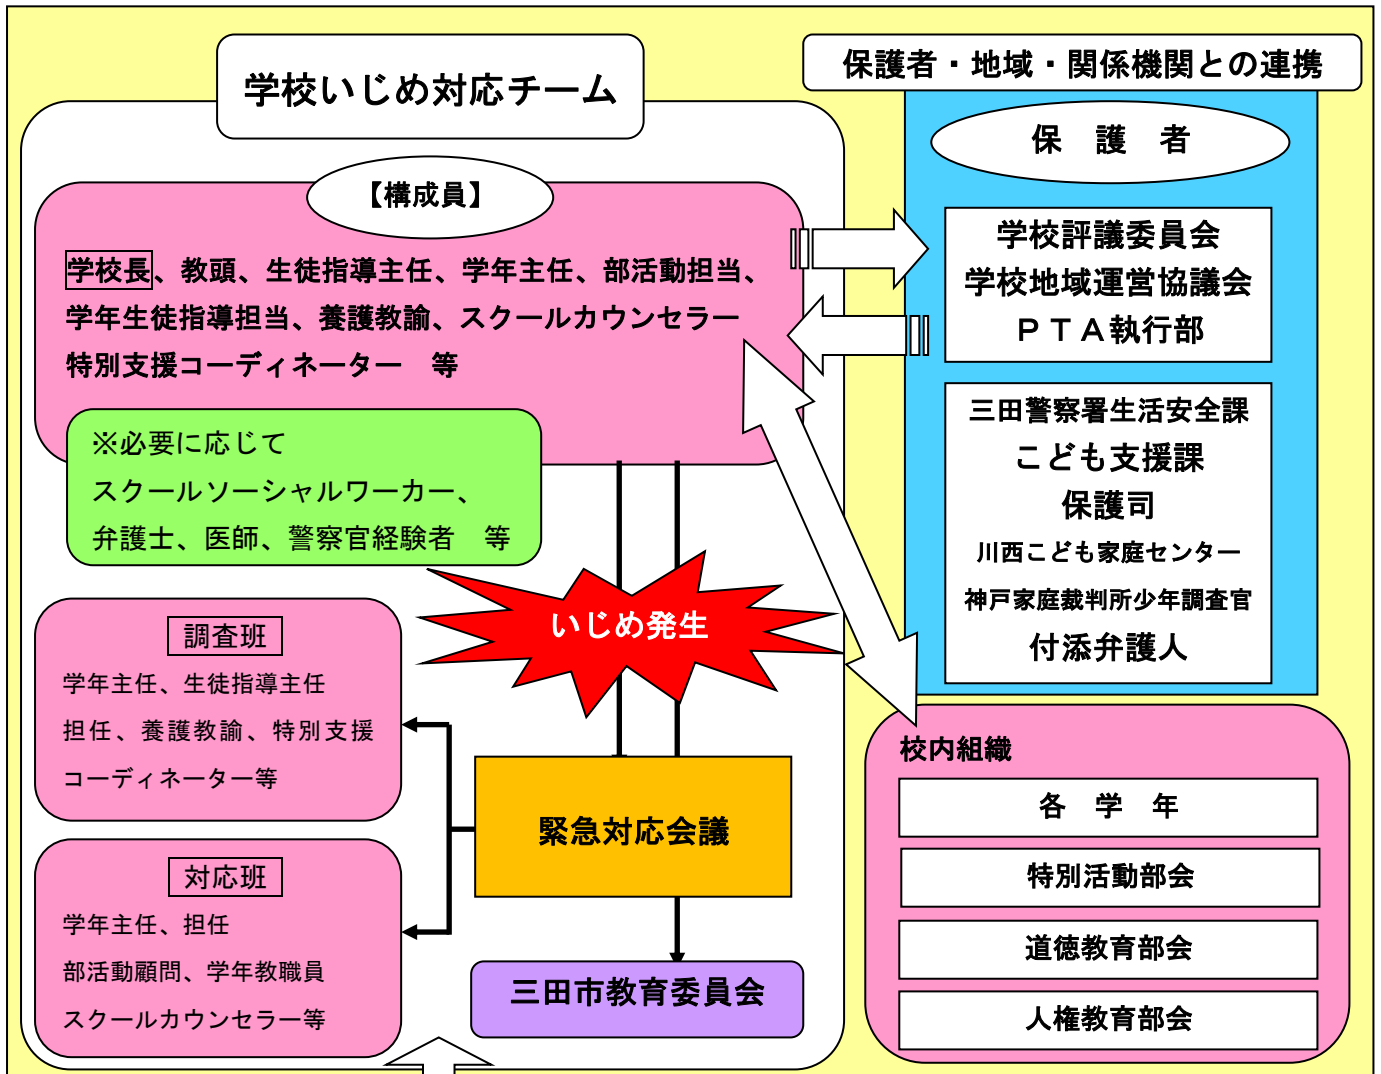 学校いじめ対応チーム
【構成員】
学校長、教頭、生徒指導主任、学年主任、部活動担当、
学年生徒指導担当、養護教諭、スクールカウンセラー
特別支援コーディネーター　等
※必要に応じて
スクールソーシャルワーカー、
弁護士、医師、警察官経験者　等
いじめ発生
調査班
学年主任、生徒指導主任
担任、養護教諭、特別支援
コーディネーター等
対応班
学年主任、担任
部活動顧問、学年教職員
スクールカウンセラー等
緊急対応会議
三田市教育委員会
保護者・地域・関係機関との連携
保　護　者
学校評議委員会
学校地域運営協議会
ＰＴＡ執行部
三田警察署生活安全課
こども支援課
保護司
川西こども家庭センター
神戸家庭裁判所少年調査官
付添弁護人
校内組織
各　学　年
特別活動部会
道徳教育部会
人権教育部会